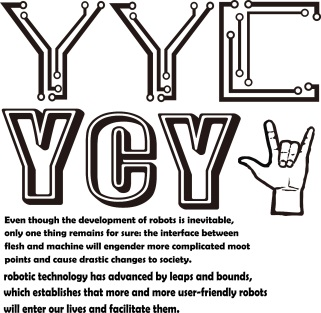 YYC
YCY
Even though the development of robots is inevitable,
only one thing remains for sure: the interface between
flesh and machine will engender more complicated moot
points and cause drastic changes to society.
robotic technology has advanced by leaps and bounds,
which establishes that more and more user-friendly robots
will enter our lives and facilitate them.